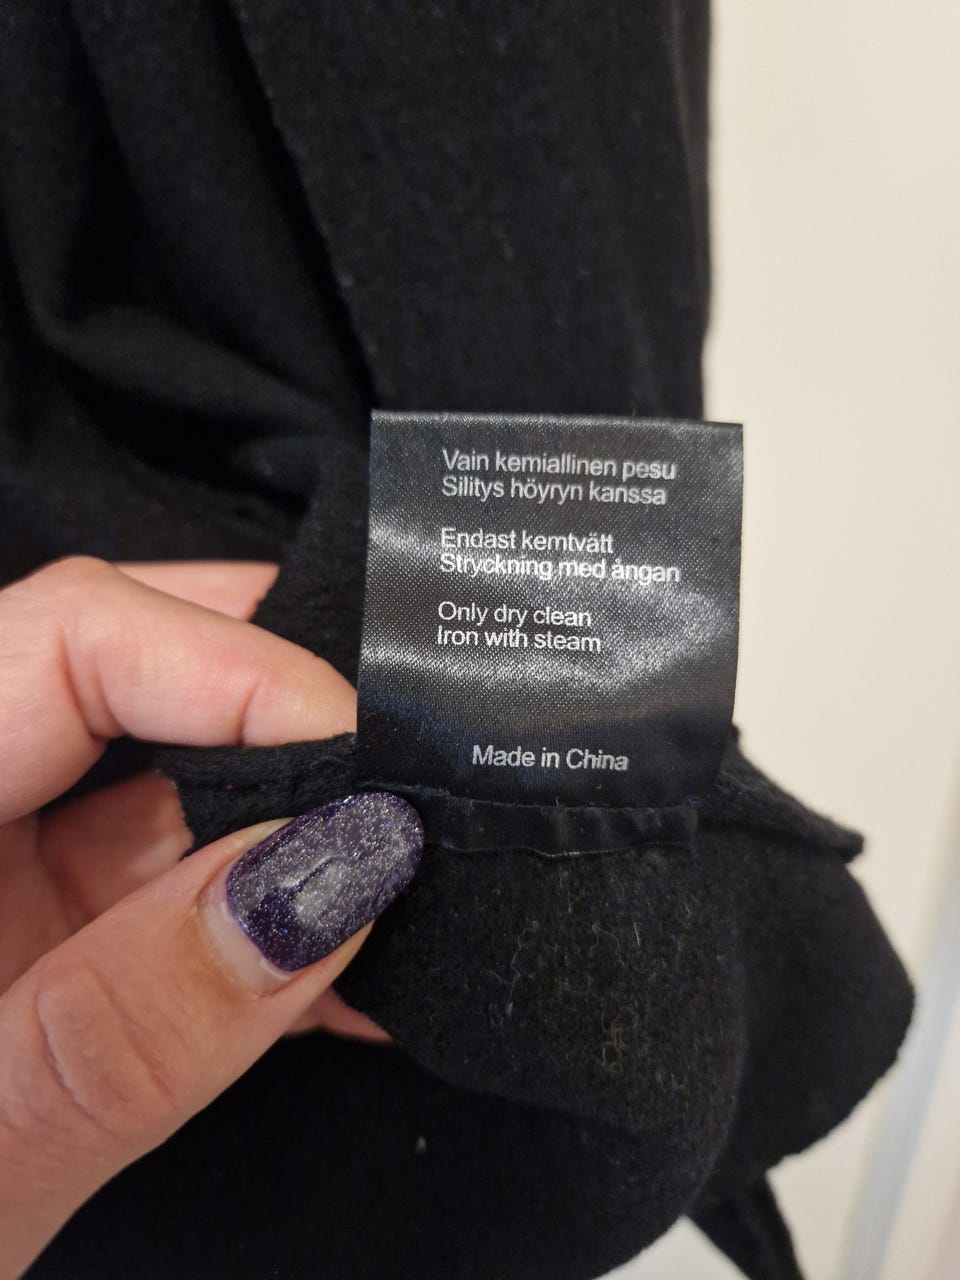 Vain kemiallinen pesu
Silitys höyryn kanssa
Endast kemtvätt
Stryckning med ångan
Only dry clean
Iron with steam
Made in China